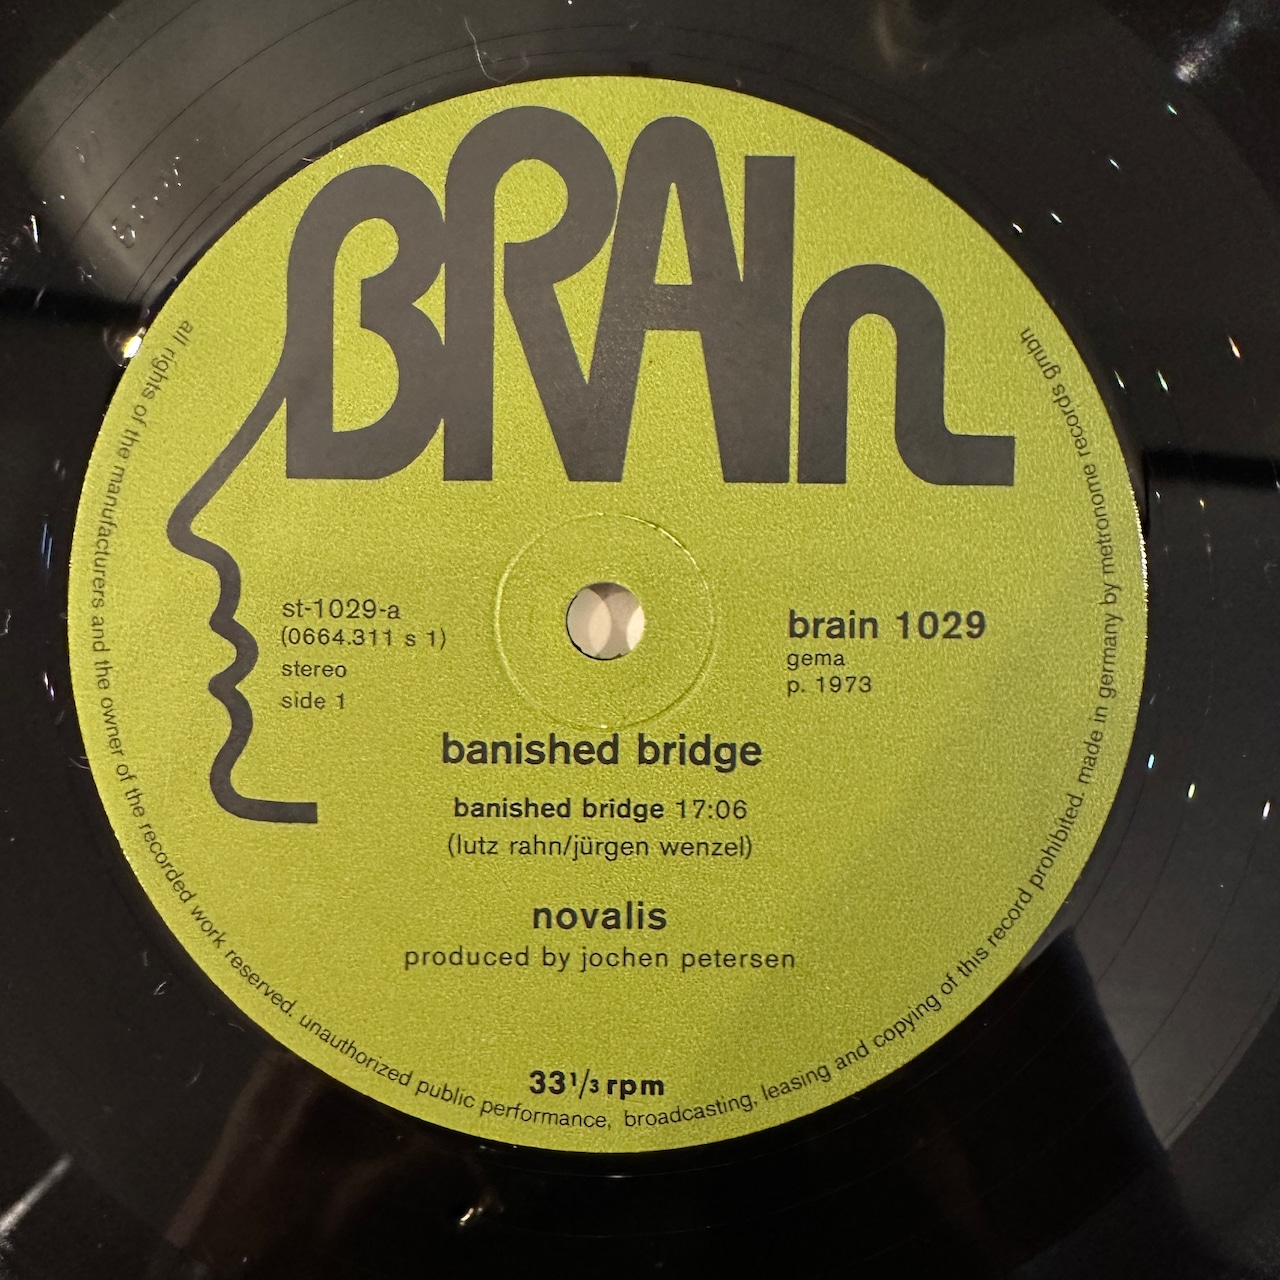 BRAIn
st-1029-a
(0664.311 s 1)
stereo
side 1
brain 1029
gema
p. 1973
banished bridge
banished bridge 17:06
(lutz rahn/jürgen wenzel)
novalis
produced by jochen petersen
33 1/3 rpm
all rights of the manufacturers and the owner of the recorded work reserved. unauthorized public performance, broadcasting, leasing and copying of this record prohibited. made in germany by metronome records gmbh